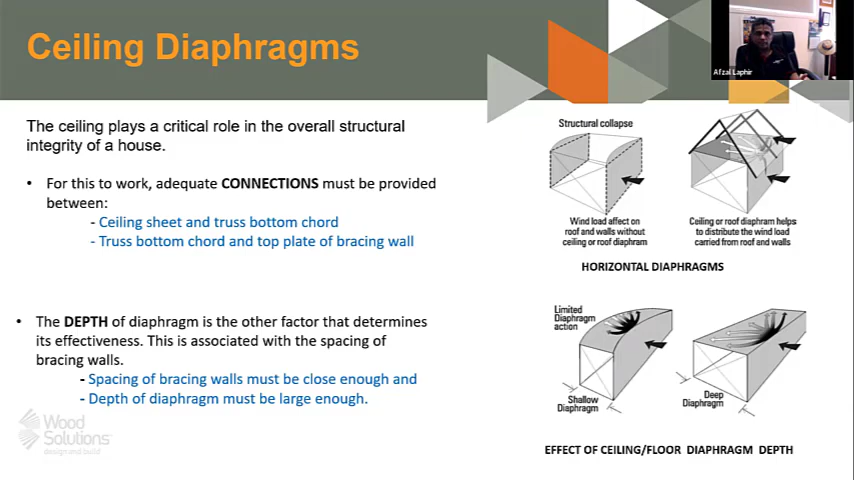 Ceiling Diaphragms
Afzal Laphir
The ceiling plays a critical role in the overall structural
integrity of a house.
• For this to work, adequate CONNECTIONS must be provided
between:
- Ceiling sheet and truss bottom chord
- Truss bottom chord and top plate of bracing wall
• The DEPTH of diaphragm is the other factor that determines
its effectiveness. This is associated with the spacing of
bracing walls.
- Spacing of bracing walls must be close enough and
- Depth of diaphragm must be large enough.
Wood
Solutions
design and build
Structural collapse
Wind load affect on
roof and walls without
ceiling or roof diaphram
Ceiling or roof diaphram helps
to distribute the wind load
carried from roof and walls
HORIZONTAL DIAPHRAGMS
Limited
Diaphragm
action
Shallow
Diaphragm
Deep
Diaphragm
EFFECT OF CEILING/FLOOR DIAPHRAGM DEPTH